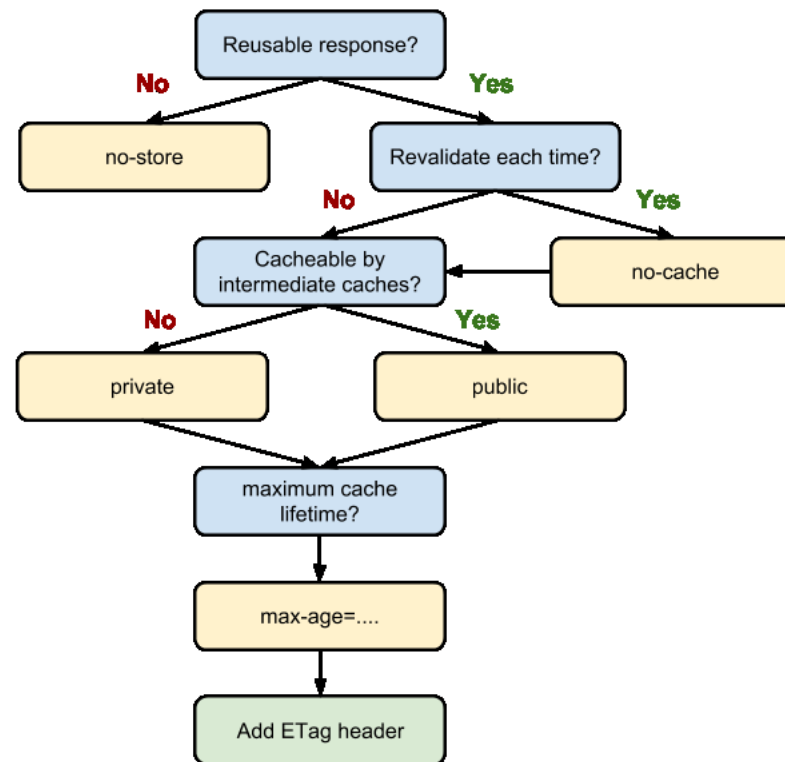 Reusable response?
No
Yes
no-store
Revalidate each time?
No
Yes
Cacheable by
intermediate caches?
no-cache
No
Yes
private
public
maximum cache
lifetime?
max-age=....
Add ETag header